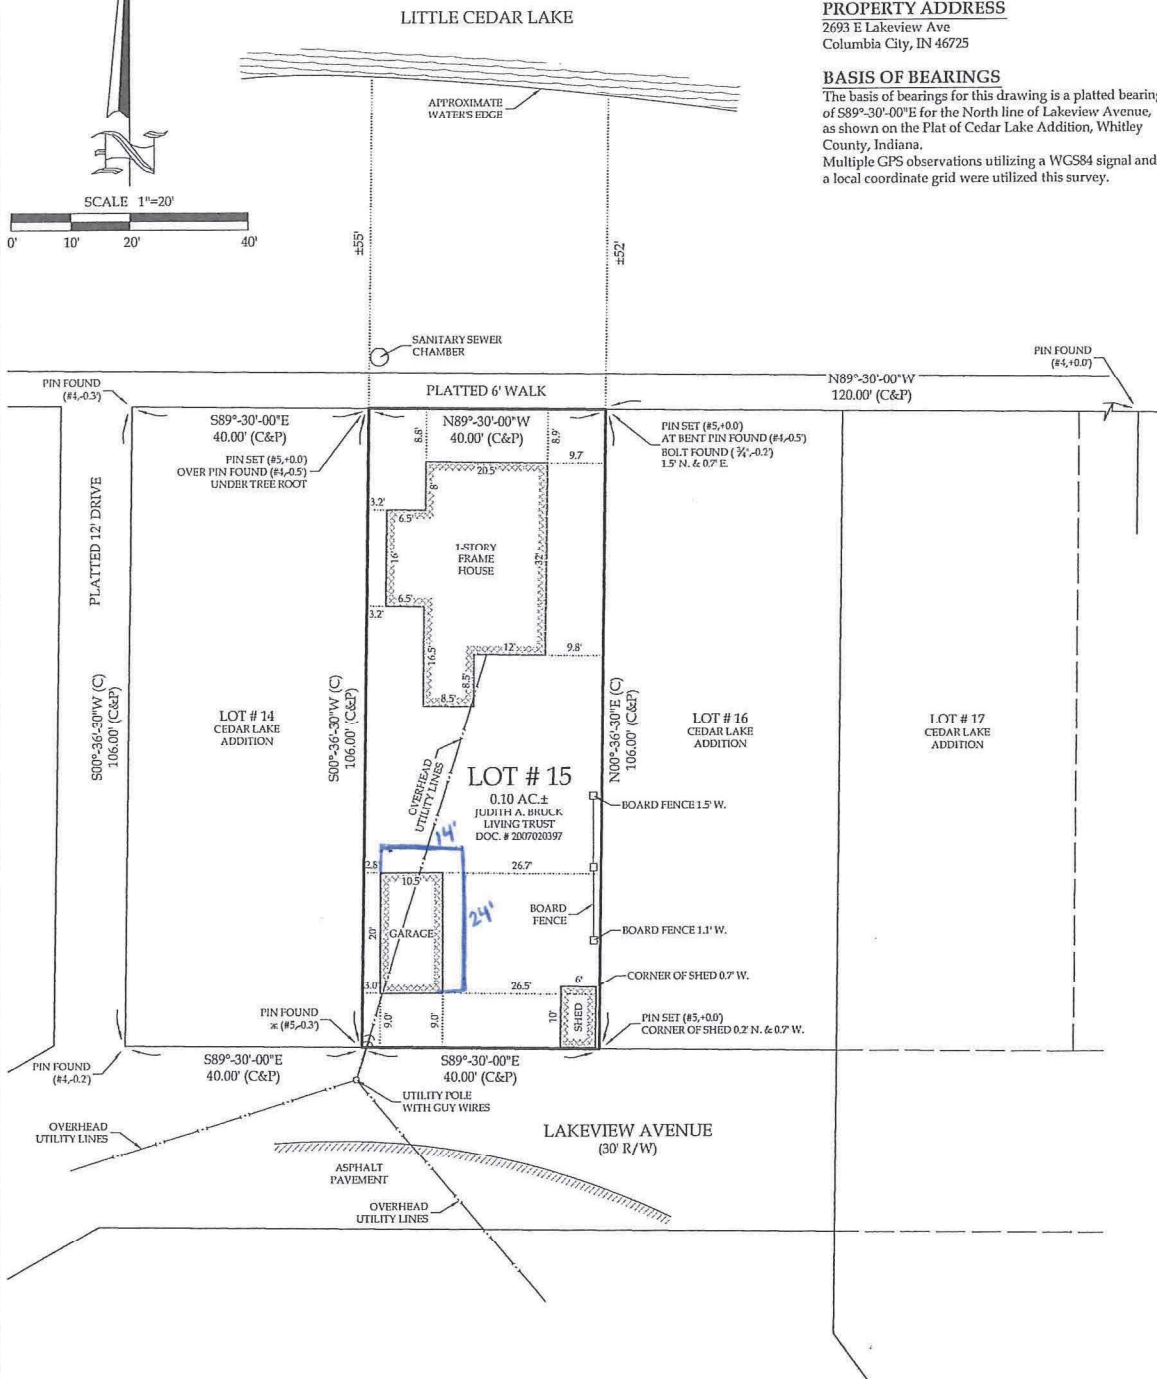 LITTLE CEDAR LAKE
PROPERTY ADDRESS
2693 E Lakeview Ave
Columbia City, IN 46725
BASIS OF BEARINGS
The basis of bearings for this drawing is a platted bearing
of S89°-30'-00"E for the North line of Lakeview Avenue,
as shown on the Plat of Cedar Lake Addition, Whitley
County, Indiana.
Multiple GPS observations utilizing a WGS84 signal and
a local coordinate grid were utilized this survey.
APPROXIMATE
WATER'S EDGE
N
SCALE 1"=20'
0' 10' 20' 40'
±55'
±52'
SANITARY SEWER
CHAMBER
PIN FOUND
(#4,+0.0')
PIN FOUND
(#4,-0.3')
PLATTED 6' WALK
N89°-30'-00"W
120.00' (C&P)
S89°-30'-00"E
40.00' (C&P)
N89°-30'-00"W
40.00' (C&P)
PIN SET (#5,+0.0')
OVER PIN FOUND (#4,-0.5')
UNDER TREE ROOT
PIN SET (#5,+0.0')
AT BENT PIN FOUND (#4,-0.5')
BOLT FOUND (¾",-0.2')
1.5' N. & 0.7' E.
8.8'
8.9'
9.7'
20.5'
8'
3.2'
6.5'
PLATTED 12' DRIVE
1-STORY
FRAME
HOUSE
16'
32'
6.5'
3.2'
16.5'
12'
9.8'
8.5'
8.5'
S00°-36'-30"W (C)
106.00' (C&P)
LOT # 14
CEDAR LAKE
ADDITION
S00°-36'-30"W (C)
106.00' (C&P)
N00°-36'-30"E (C)
106.00' (C&P)
LOT # 16
CEDAR LAKE
ADDITION
LOT # 17
CEDAR LAKE
ADDITION
OVERHEAD
UTILITY LINES
LOT # 15
0.10 AC.±
JUDITH A. BRUCK
LIVING TRUST
DOC. # 2007020397
BOARD FENCE 1.5' W.
14'
2.8'
10.5'
26.7'
24'
BOARD
FENCE
20'
GARAGE
BOARD FENCE 1.1' W.
CORNER OF SHED 0.7' W.
3.0'
26.5'
6'
10'
SHED
9.0'
9.0'
PIN FOUND
(#5,-0.3')
PIN SET (#5,+0.0')
CORNER OF SHED 0.2' N. & 0.7' W.
PIN FOUND
(#4,-0.2')
S89°-30'-00"E
40.00' (C&P)
S89°-30'-00"E
40.00' (C&P)
UTILITY POLE
WITH GUY WIRES
OVERHEAD
UTILITY LINES
LAKEVIEW AVENUE
(30' R/W)
ASPHALT
PAVEMENT
OVERHEAD
UTILITY LINES